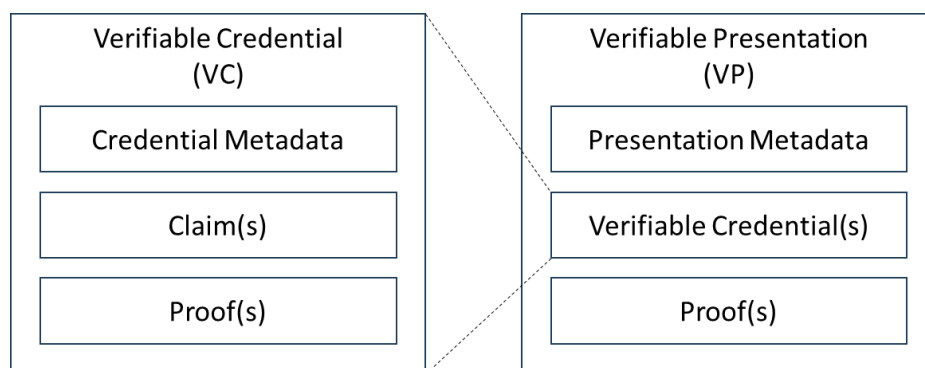 Verifiable Credential
(VC)
Credential Metadata
Claim(s)
Proof(s)
Verifiable Presentation
(VP)
Presentation Metadata
Verifiable Credential(s)
Proof(s)